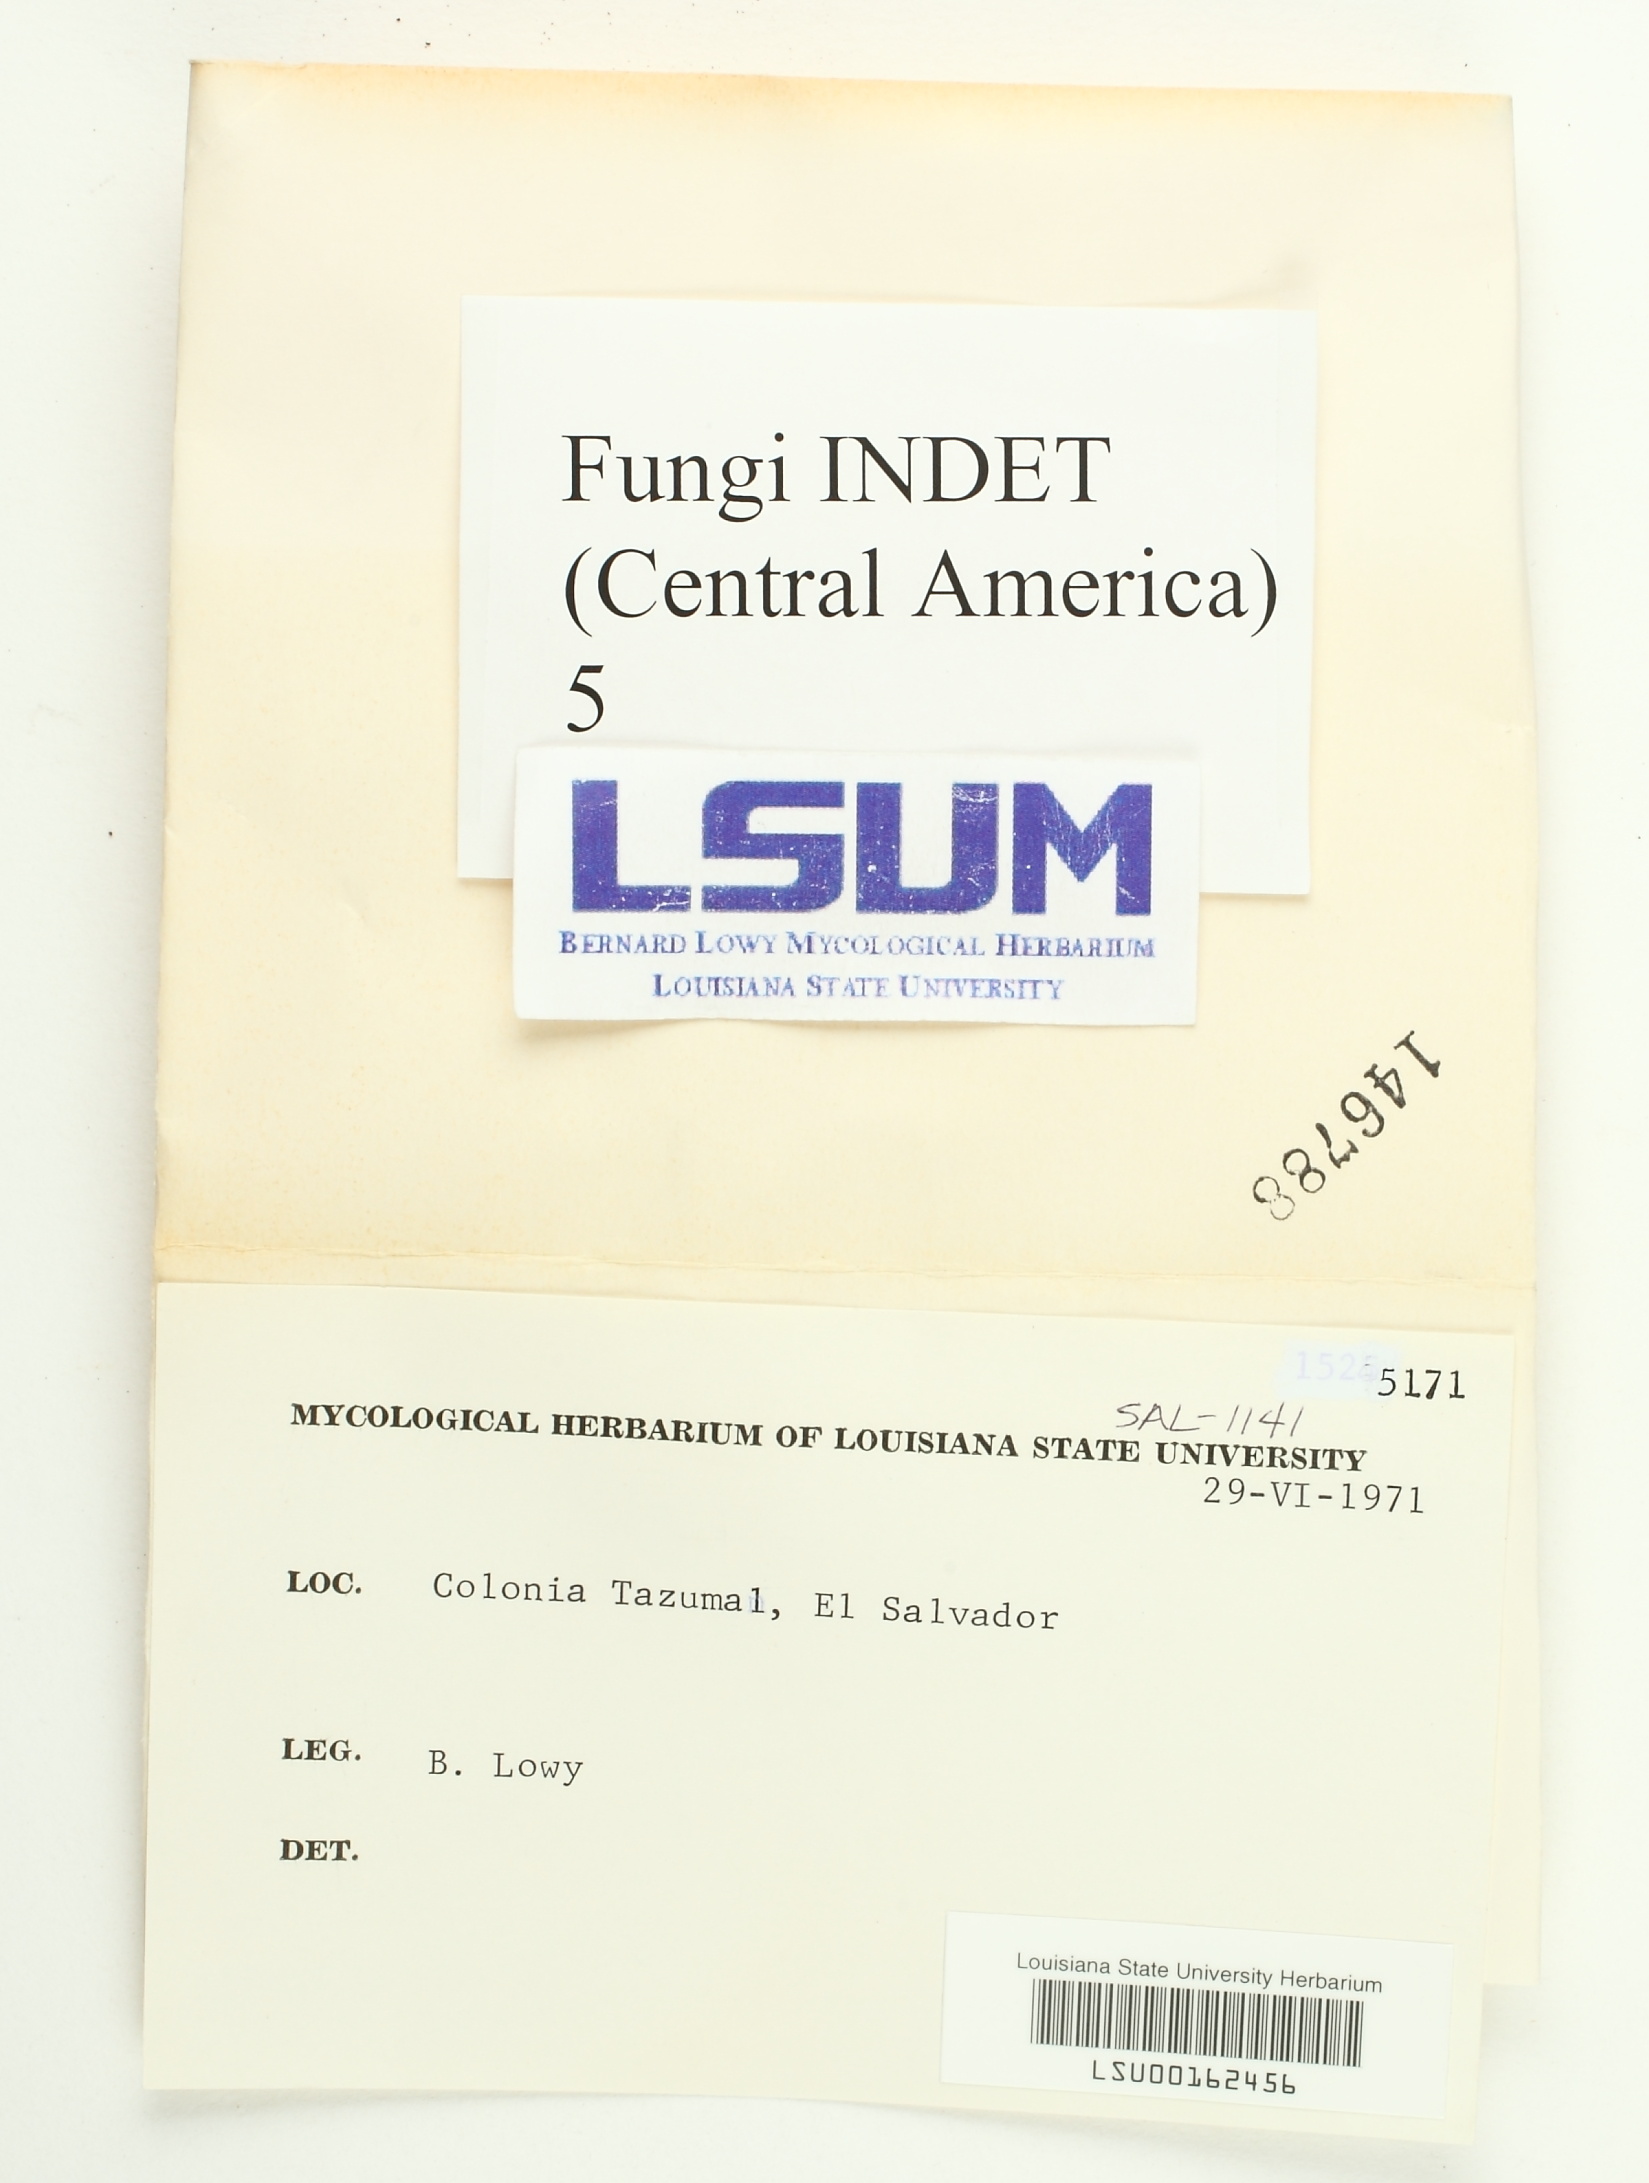 Fungi INDET
(Central America)
5
LSUM
BERNARD LOWY MYCOLOGICAL HERBARIUM
LOUISIANA STATE UNIVERSITY
146788
5171
SAL-1141
MYCOLOGICAL HERBARIUM OF LOUISIANA STATE UNIVERSITY
29-VI-1971
LOC. Colonia Tazumal, El Salvador
LEG. B. Lowy
DET.
Louisiana State University Herbarium
LSU00162456